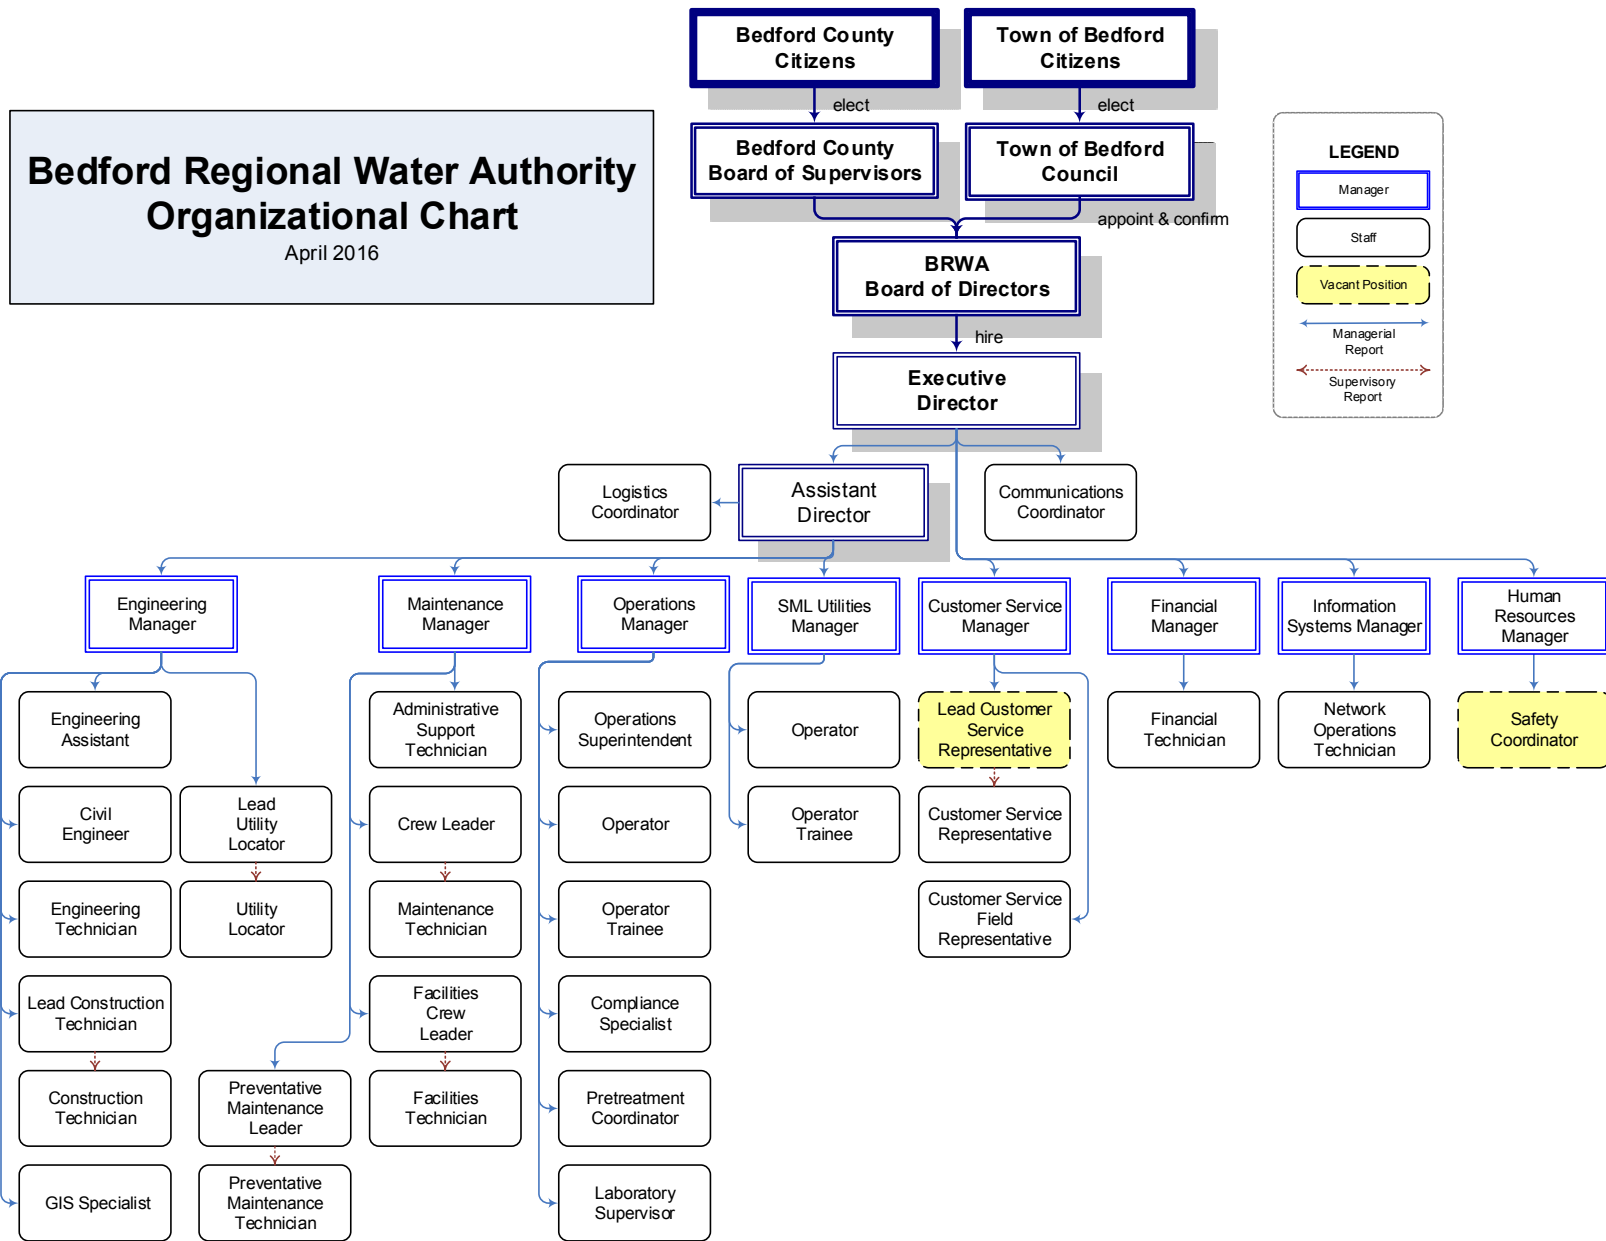 Bedford County
Citizens
Town of Bedford
Citizens
elect
elect
Bedford Regional Water Authority
Organizational Chart
April 2016
Bedford County
Board of Supervisors
Town of Bedford
Council
appoint & confirm
LEGEND
Manager
Staff
Vacant Position
Managerial
Report
Supervisory
Report
BRWA
Board of Directors
hire
Executive
Director
Logistics
Coordinator
Assistant
Director
Communications
Coordinator
Engineering
Manager
Maintenance
Manager
Operations
Manager
SML Utilities
Manager
Customer Service
Manager
Financial
Manager
Information
Systems Manager
Human
Resources
Manager
Engineering
Assistant
Administrative
Support
Technician
Operations
Superintendent
Operator
Lead Customer
Service
Representative
Financial
Technician
Network
Operations
Technician
Safety
Coordinator
Civil
Engineer
Lead
Utility
Locator
Crew Leader
Operator
Operator
Trainee
Customer Service
Representative
Engineering
Technician
Utility
Locator
Maintenance
Technician
Operator
Trainee
Customer Service
Field
Representative
Lead Construction
Technician
Facilities
Crew
Leader
Compliance
Specialist
Construction
Technician
Preventative
Maintenance
Leader
Facilities
Technician
Pretreatment
Coordinator
GIS Specialist
Preventative
Maintenance
Technician
Laboratory
Supervisor